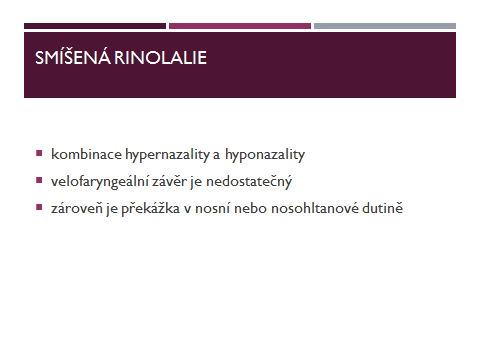 SMÍŠENÁ RINOLALIE
▪ kombinace hypernazality a hyponazality
▪ velofaryngeální závěr je nedostatečný
▪ zároveň je překážka v nosní nebo nosohltanové dutině